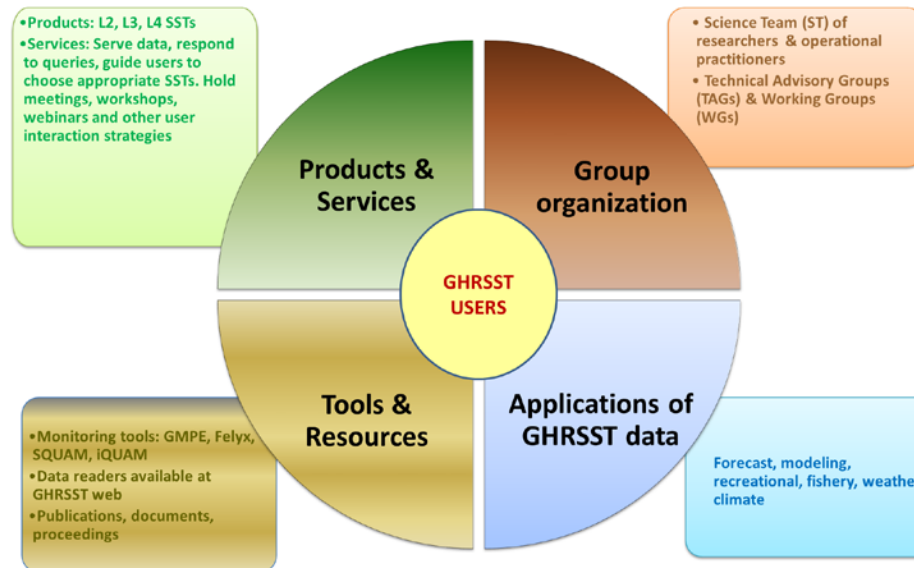 •Products: L2, L3, L4 SSTs
•Services: Serve data, respond
to queries, guide users to
choose appropriate SSTs. Hold
meetings, workshops,
webinars and other user
interaction strategies
• Science Team (ST) of
researchers & operational
practitioners
• Technical Advisory Groups
(TAGs) & Working Groups
(WGs)
Products &
Services
Group
organization
GHRSST
USERS
Tools &
Resources
Applications of
GHRSST data
•Monitoring tools: GMPE, Felyx,
SQUAM, iQUAM
•Data readers available at
GHRSST web
•Publications, documents,
proceedings
Forecast, modeling,
recreational, fishery,
climate